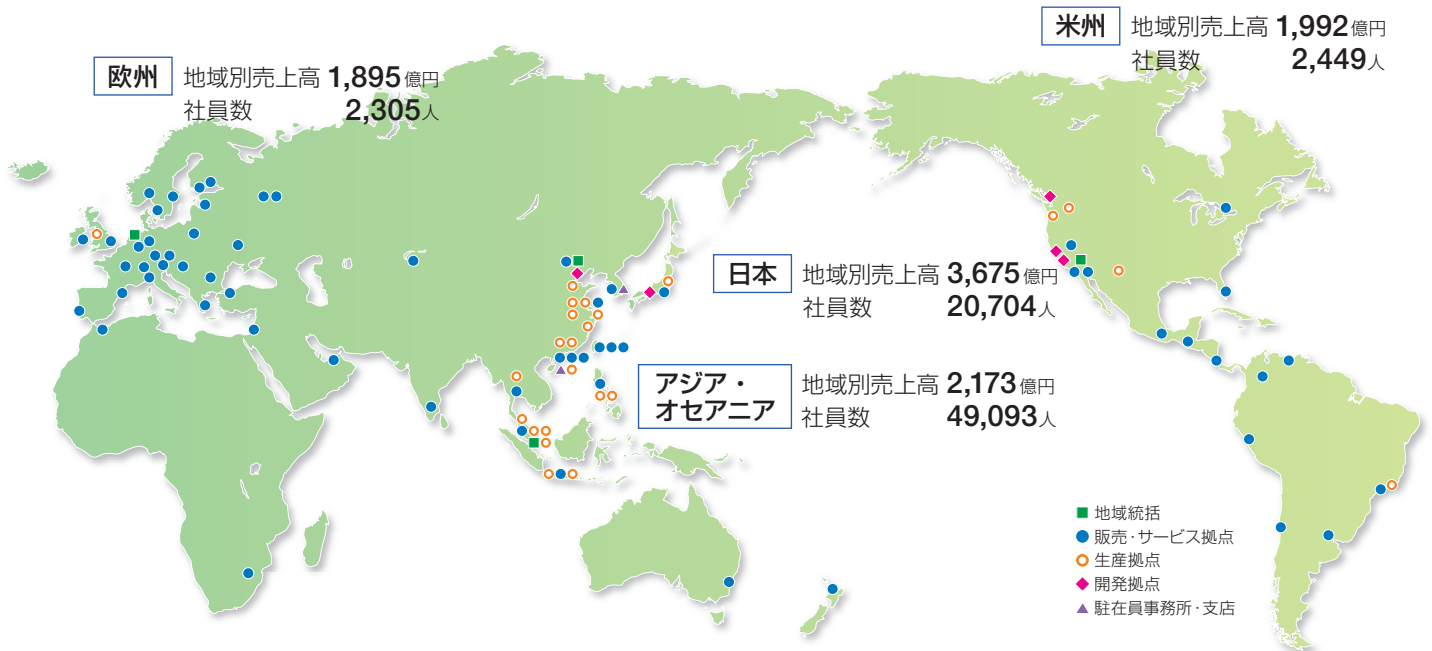 米州 地域別売上高 1,992億円
社員数 2,449人
欧州 地域別売上高 1,895億円
社員数 2,305人
日本 地域別売上高 3,675億円
社員数 20,704人
アジア・
オセアニア
地域別売上高 2,173億円
社員数 49,093人
地域統括
販売・サービス拠点
生産拠点
開発拠点
駐在員事務所・支店